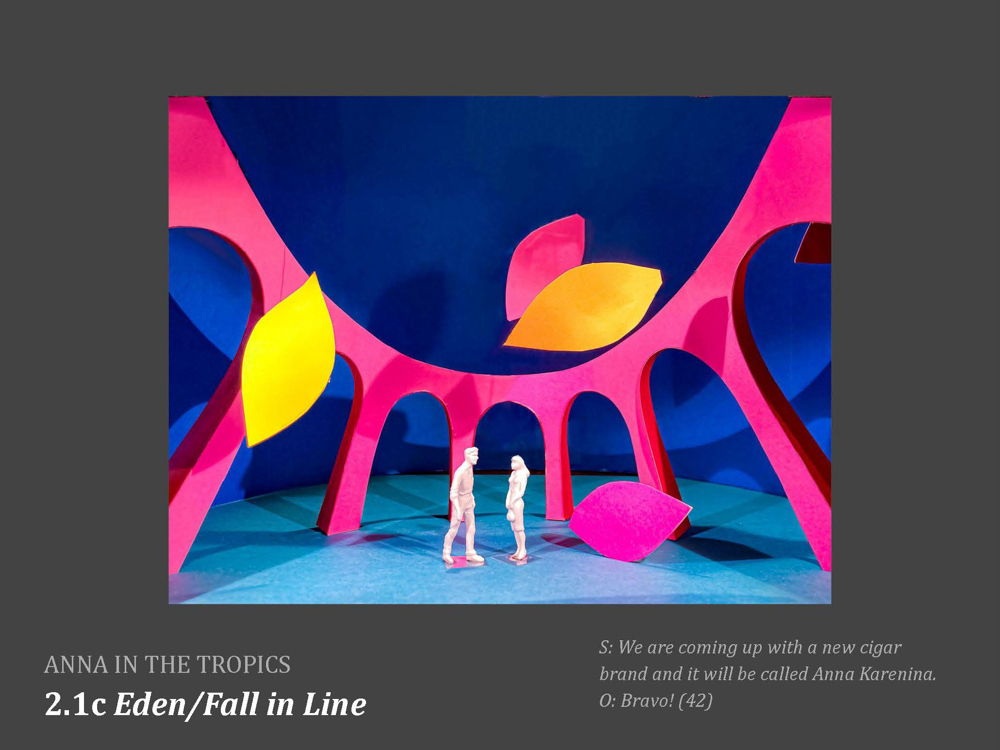 ANNA IN THE TROPICS
2.1c Eden/Fall in Line
S: We are coming up with a new cigar
brand and it will be called Anna Karenina.
O: Bravo! (42)